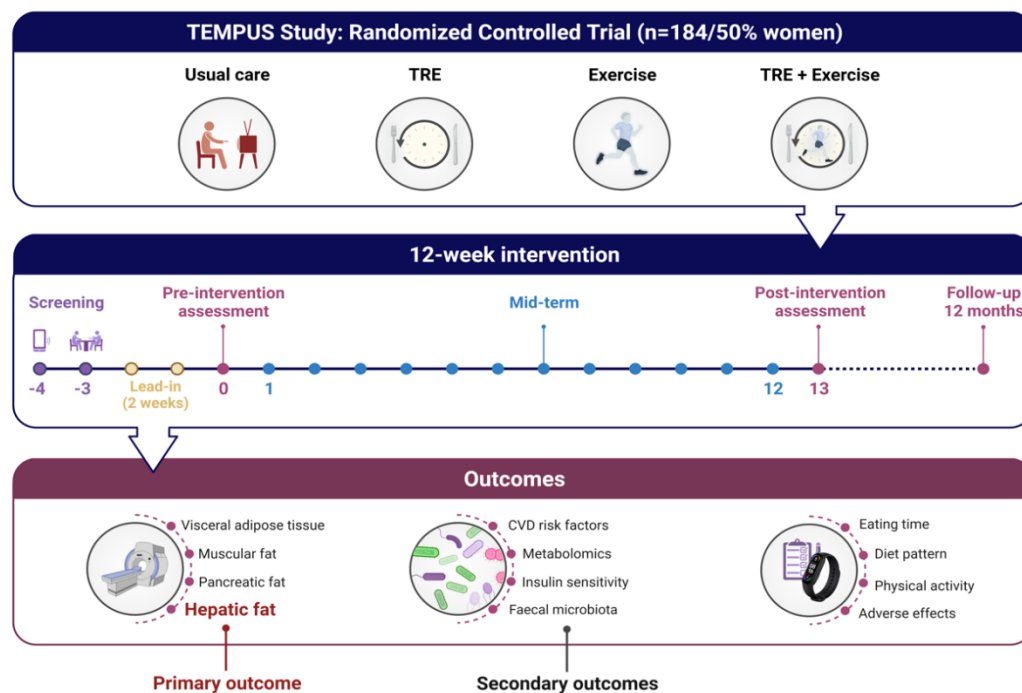 TEMPUS Study: Randomized Controlled Trial (n=184/50% women)
Usual care
TRE
Exercise
TRE + Exercise
12-week intervention
Screening
Pre-intervention
assessment
Mid-term
Post-intervention
assessment
Follow-up
12 months
-4
-3
Lead-in
(2 weeks)
0
1
12
13
Outcomes
Visceral adipose tissue
Muscular fat
Pancreatic fat
Hepatic fat
CVD risk factors
Metabolomics
Insulin sensitivity
Faecal microbiota
Eating time
Diet pattern
Physical activity
Adverse effects
Primary outcome
Secondary outcomes